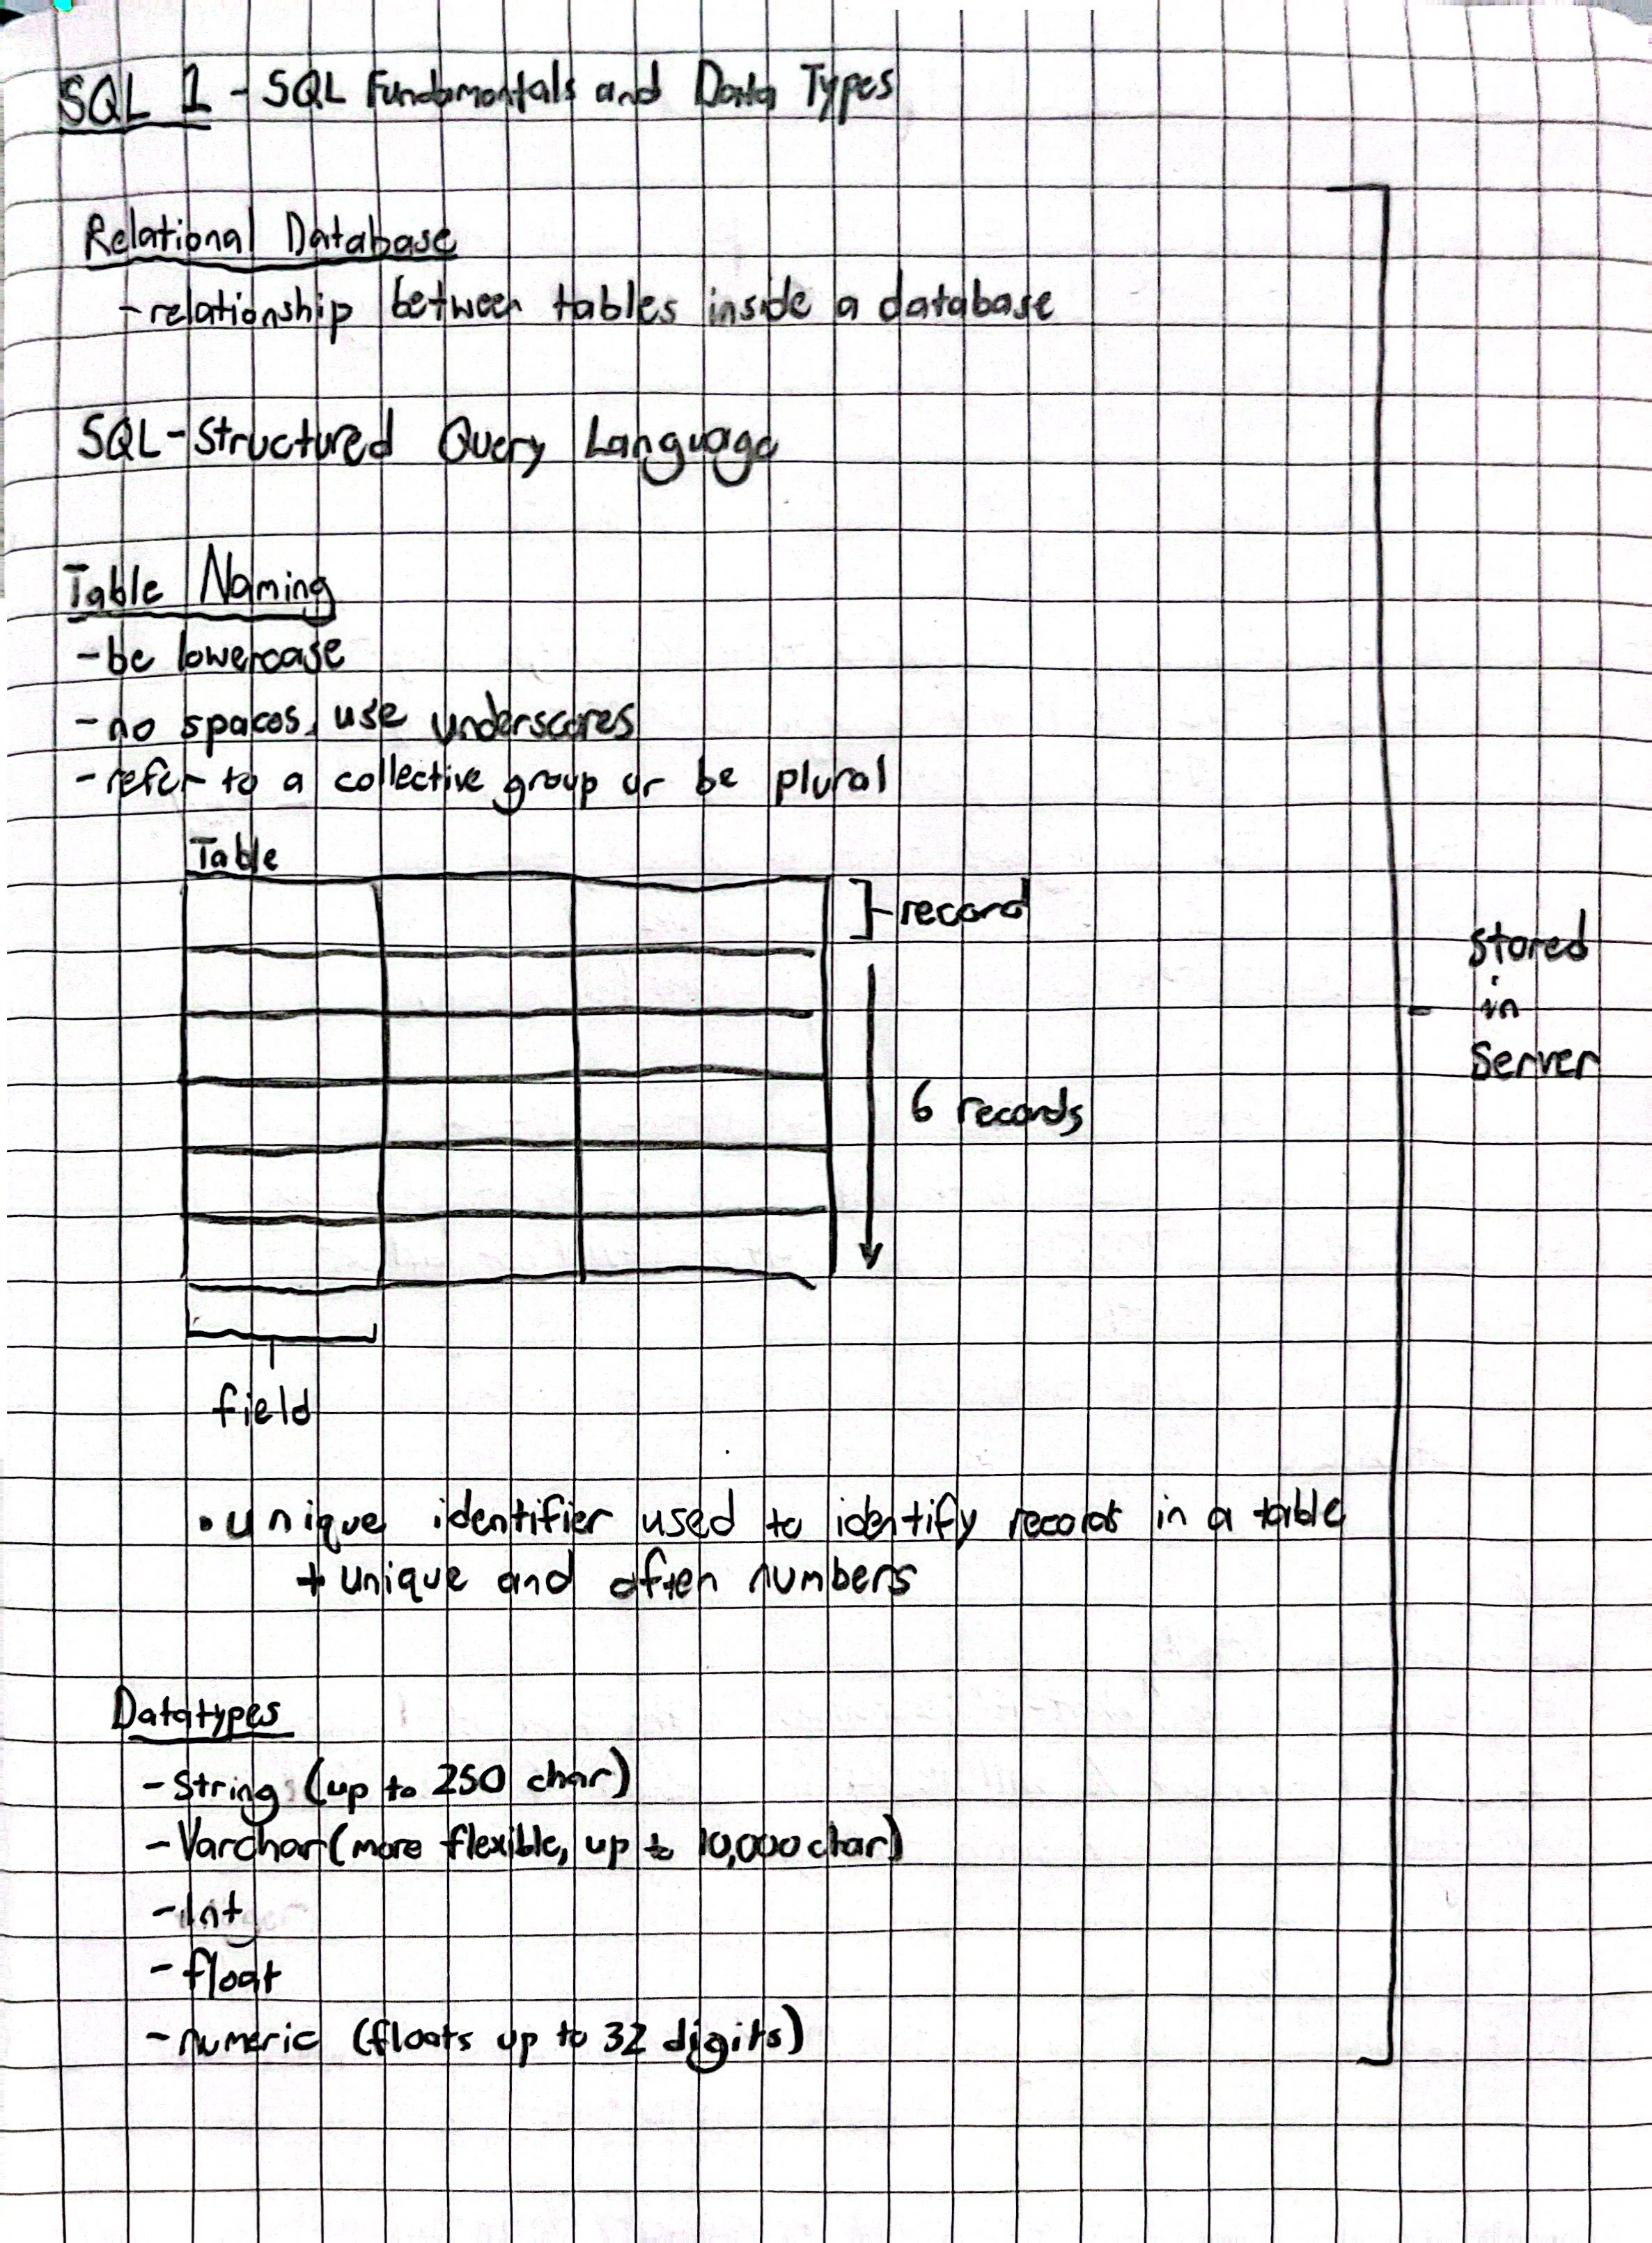 SQL 1 - SQL Fundamentals and Data Types
Relational Database
- relationship between tables inside a database
SQL - Structured Query Language
Table Naming
- be lowercase
- no spaces, use underscores
- refer to a collective group or be plural
Table
record
6 records
field
stored
in
Server
• unique identifier used to identify records in a table
+ unique and often numbers
Datatypes
- String (up to 250 char)
- Varchar (more flexible, up to 10,000 char)
- Int
- float
- numeric (floats up to 32 digits)